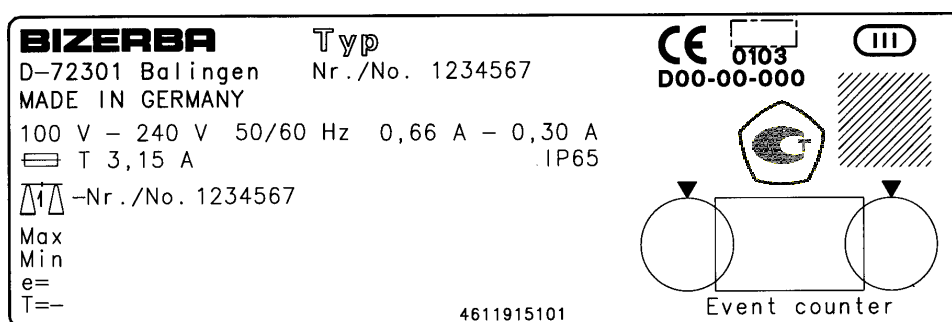 BIZERBA Typ
D-72301 Balingen Nr./No. 1234567
MADE IN GERMANY
100 V - 240 V 50/60 Hz 0,66 A - 0,30 A
T 3,15 A IP65
1 -Nr./No. 1234567
Max
Min
e=
T=-
4611915101
CE 0103
D00-00-000
III
T
Event counter